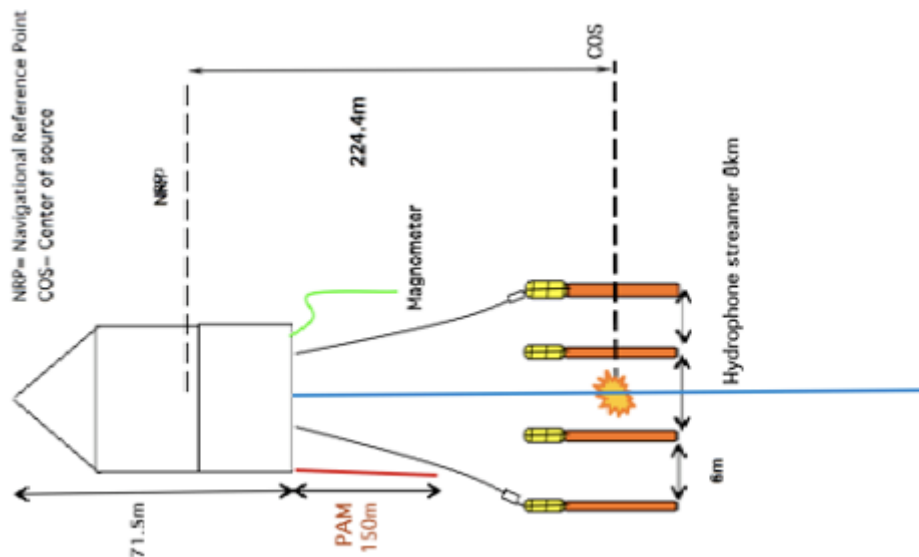 NRP= Navigational Reference Point
COS- Center of source
NRP
COS
224.4m
Magnometer
Hydrophone streamer 8km
71.5m
PAM
150m
6m